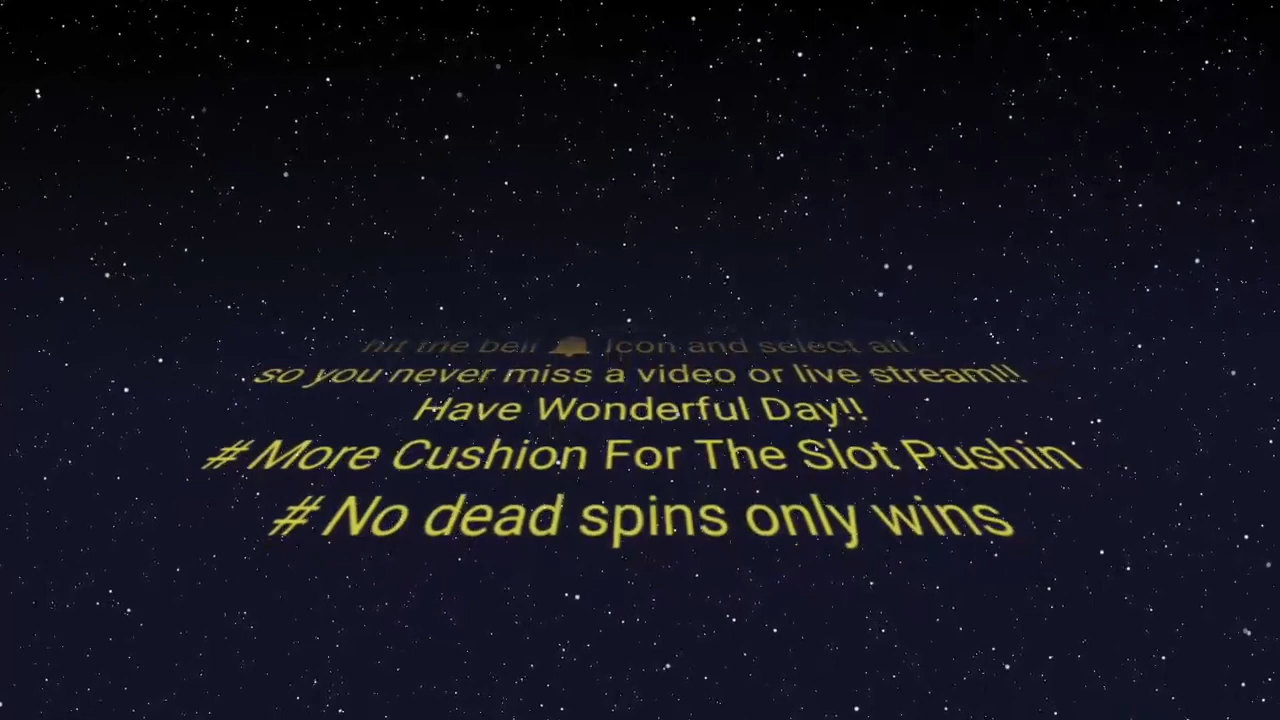 hit the bell 🔔 Icon and select all
so you never miss a video or live stream!!
Have Wonderful Day!!
# More Cushion For The Slot Pushin
# No dead spins only wins